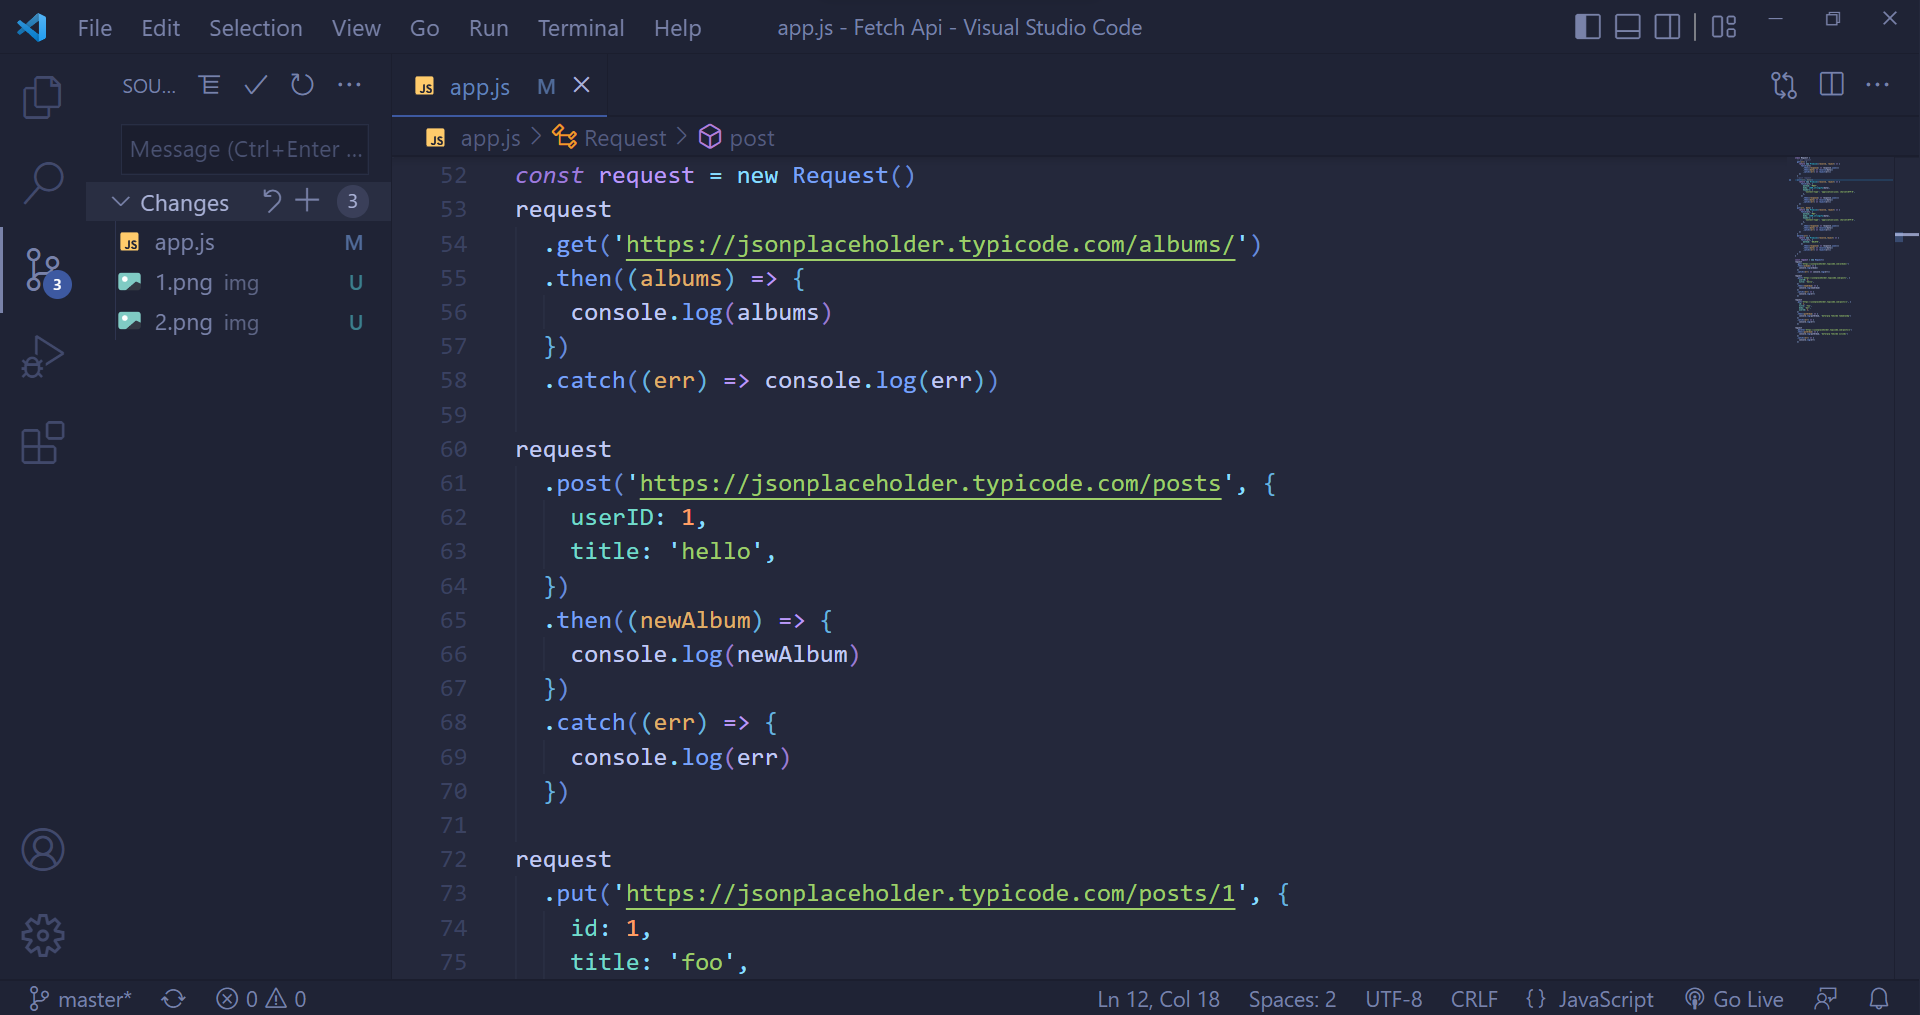 File Edit Selection View Go Run Terminal Help app.js - Fetch Api - Visual Studio Code
SOU...
Message (Ctrl+Enter ...
Changes 3
JS app.js M
1.png img U
2.png img U
3
JS app.js M
JS app.js > Request > post
52 const request = new Request()
53 request
54 .get('https://jsonplaceholder.typicode.com/albums/')
55 .then((albums) => {
56 console.log(albums)
57 })
58 .catch((err) => console.log(err))
59
60 request
61 .post('https://jsonplaceholder.typicode.com/posts', {
62 userID: 1,
63 title: 'hello',
64 })
65 .then((newAlbum) => {
66 console.log(newAlbum)
67 })
68 .catch((err) => {
69 console.log(err)
70 })
71
72 request
73 .put('https://jsonplaceholder.typicode.com/posts/1', {
74 id: 1,
75 title: 'foo',
master* 0 0 Ln 12, Col 18 Spaces: 2 UTF-8 CRLF {} JavaScript Go Live